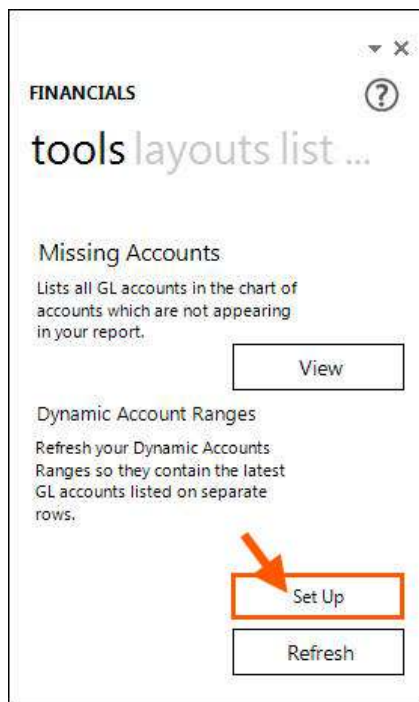 FINANCIALS
?
tools layouts list ...
Missing Accounts
Lists all GL accounts in the chart of
accounts which are not appearing
in your report.
View
Dynamic Account Ranges
Refresh your Dynamic Accounts
Ranges so they contain the latest
GL accounts listed on separate
rows.
Set Up
Refresh